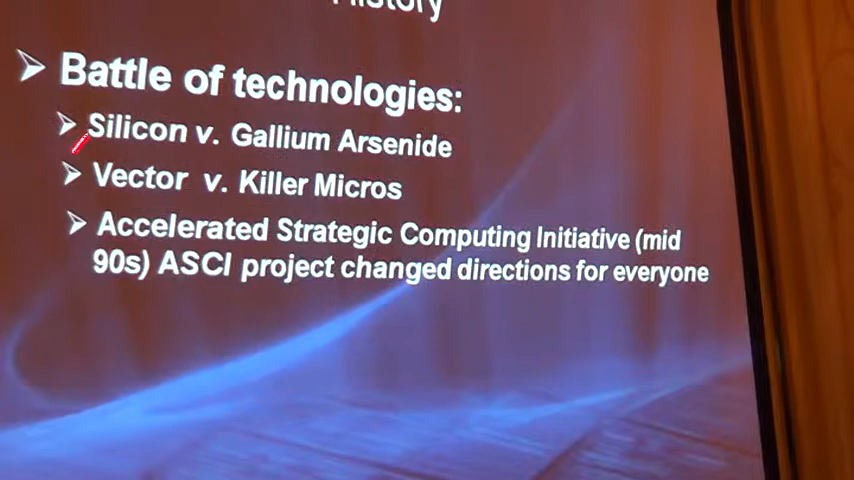 History
Battle of technologies:
Silicon v. Gallium Arsenide
Vector v. Killer Micros
Accelerated Strategic Computing Initiative (mid
90s) ASCI project changed directions for everyone